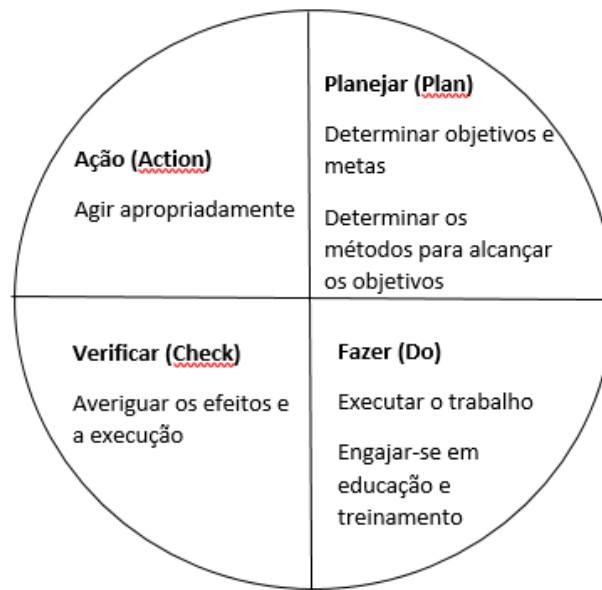 Planejar (Plan)
Determinar objetivos e
metas
Determinar os
métodos para alcançar
os objetivos
Ação (Action)
Agir apropriadamente
Verificar (Check)
Averiguar os efeitos e
a execução
Fazer (Do)
Executar o trabalho
Engajar-se em
educação e
treinamento